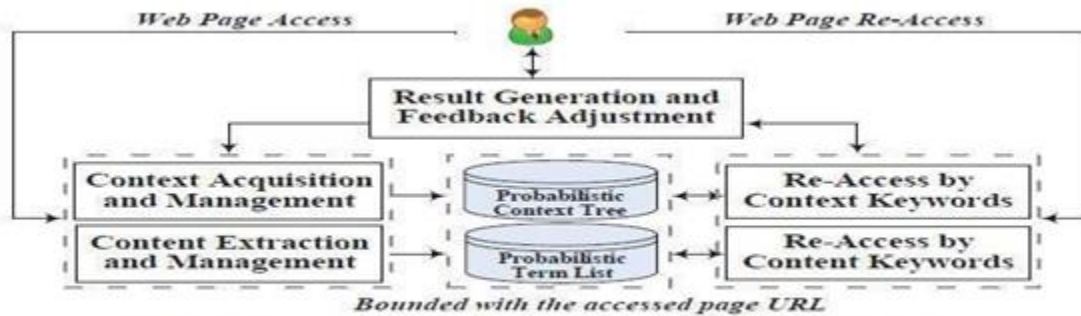 Web Page Access
Web Page Re-Access
Result Generation and
Feedback Adjustment
Context Acquisition
and Management
Probabilistic
Context Tree
Re-Access by
Context Keywords
Content Extraction
and Management
Probabilistic
Term List
Re-Access by
Content Keywords
Bounded with the accessed page URL